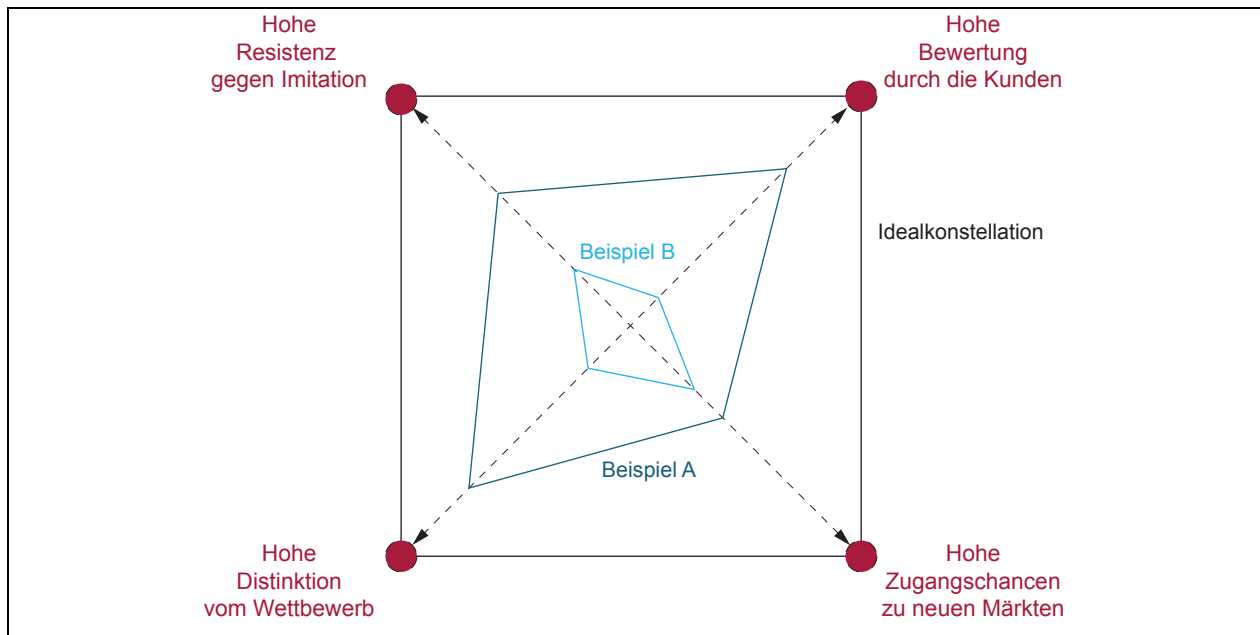 Hohe
Resistenz
gegen Imitation
Hohe
Bewertung
durch die Kunden
Idealkonstellation
Beispiel B
Beispiel A
Hohe
Distinktion
vom Wettbewerb
Hohe
Zugangschancen
zu neuen Märkten